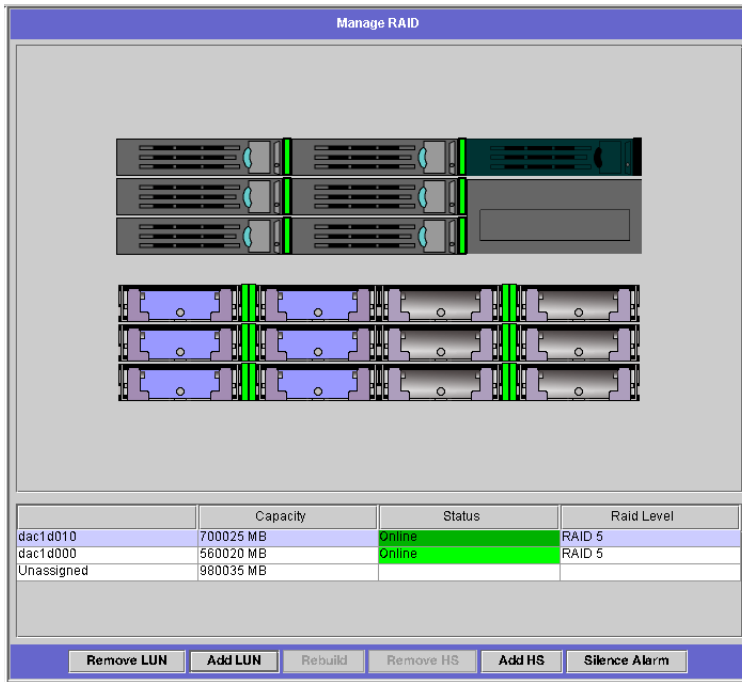 Manage RAID
Capacity Status Raid Level
dac1d010 700025 MB Online RAID 5
dac1d000 560020 MB Online RAID 5
Unassigned 980035 MB
Remove LUN Add LUN Rebuild Remove HS Add HS Silence Alarm